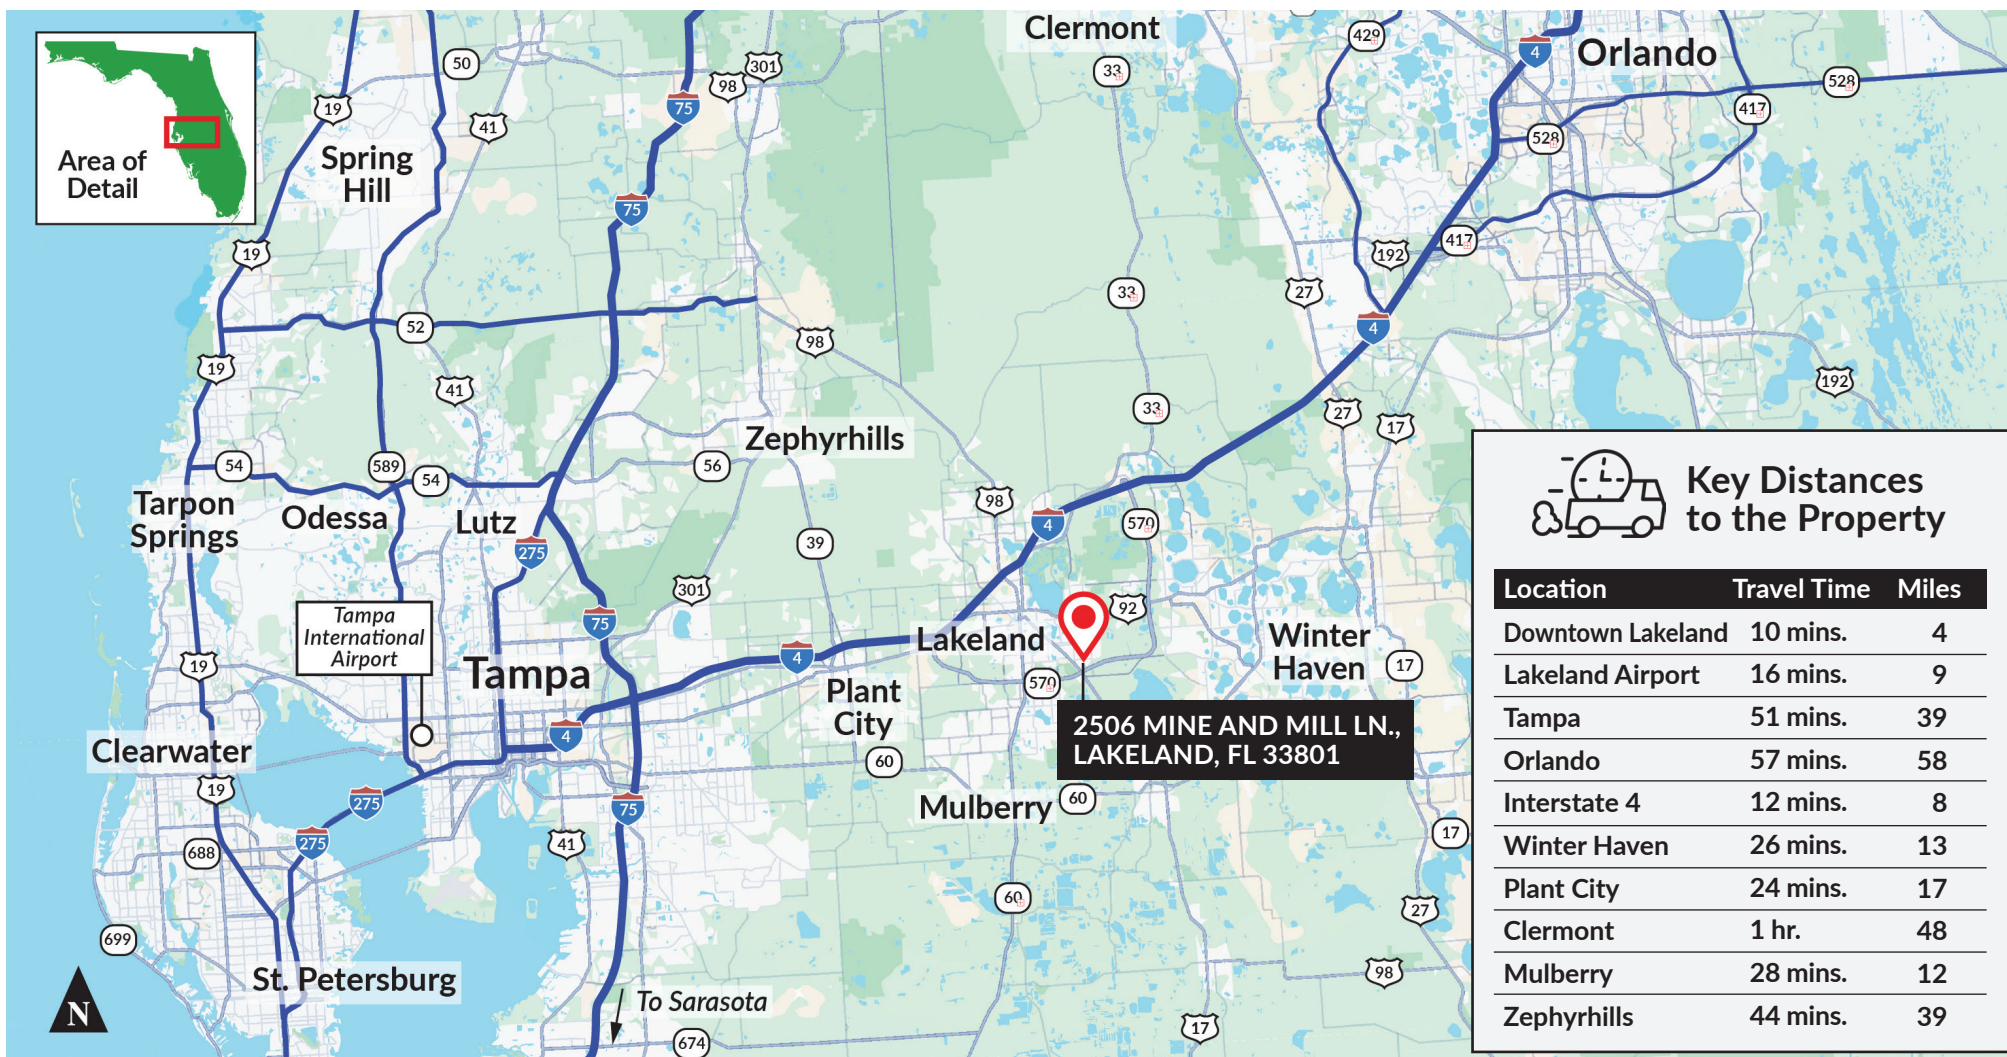 Area of
Detail
Clermont
Orlando
429
4
33
528
417
50
301
98
75
19
41
Spring
Hill
528
75
19
417
192
27
33
4
52
98
19
41
192
33
27
17
Zephyrhills
54
589
54
56
98
Tarpon
Springs
Odessa
Lutz
275
39
4
570
301
75
92
Tampa
International
Airport
Lakeland
Winter
Haven
19
Tampa
4
17
570
Plant
City
2506 MINE AND MILL LN.,
LAKELAND, FL 33801
Clearwater
4
60
19
275
75
Mulberry
60
275
688
41
17
60
27
699
St. Petersburg
98
To Sarasota
N
674
17
Key Distances
to the Property
Location Travel Time Miles
Downtown Lakeland 10 mins. 4
Lakeland Airport 16 mins. 9
Tampa 51 mins. 39
Orlando 57 mins. 58
Interstate 4 12 mins. 8
Winter Haven 26 mins. 13
Plant City 24 mins. 17
Clermont 1 hr. 48
Mulberry 28 mins. 12
Zephyrhills 44 mins. 39